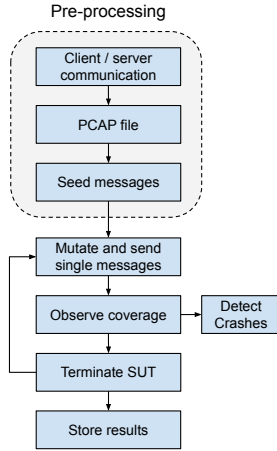 Pre-processing
Client / server
communication
PCAP file
Seed messages
Mutate and send
single messages
Observe coverage
Detect
Crashes
Terminate SUT
Store results